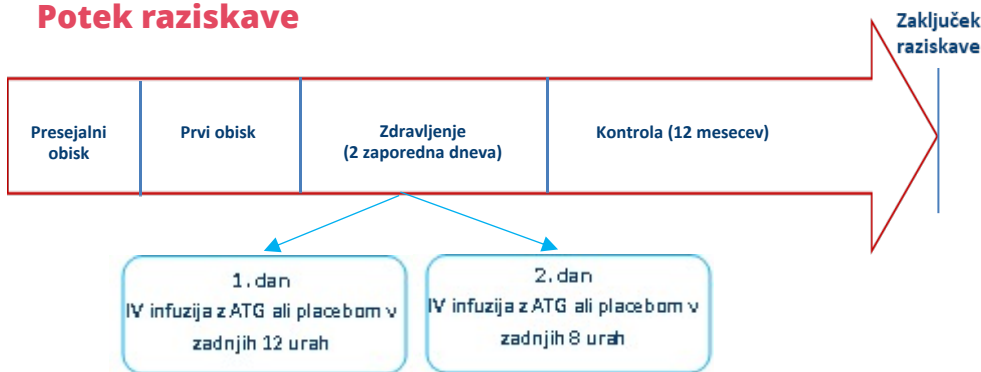 Potek raziskave
Zaključek
raziskave
Presejalni
obisk
Prvi obisk
Zdravljenje
(2 zaporedna dneva)
Kontrola (12 mesecev)
1. dan
IV infuzija z ATG ali placebom v
zadnjih 12 urah
2. dan
IV infuzija z ATG ali placebom v
zadnjih 8 urah